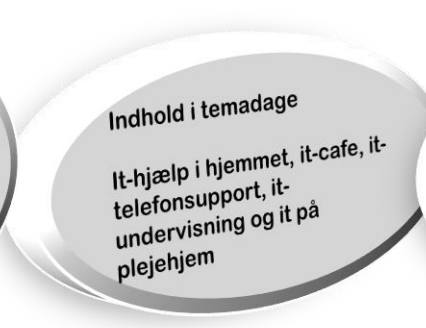 Indhold i temadage
It-hjælp i hjemmet, it-cafe, it-
telefonsupport, it-
undervisning og it på
plejehjem